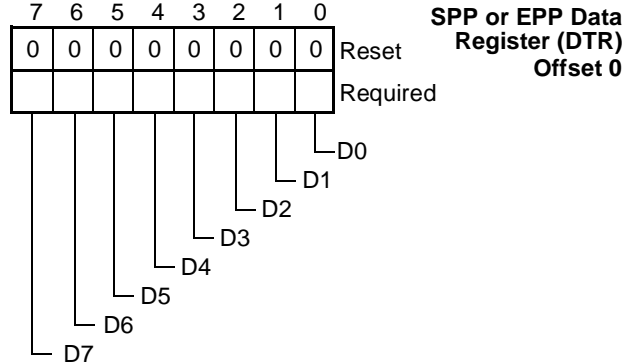 7 6 5 4 3 2 1 0
SPP or EPP Data
Register (DTR)
Offset 0
0 0 0 0 0 0 0 0 Reset
Required
D0
D1
D2
D3
D4
D5
D6
D7